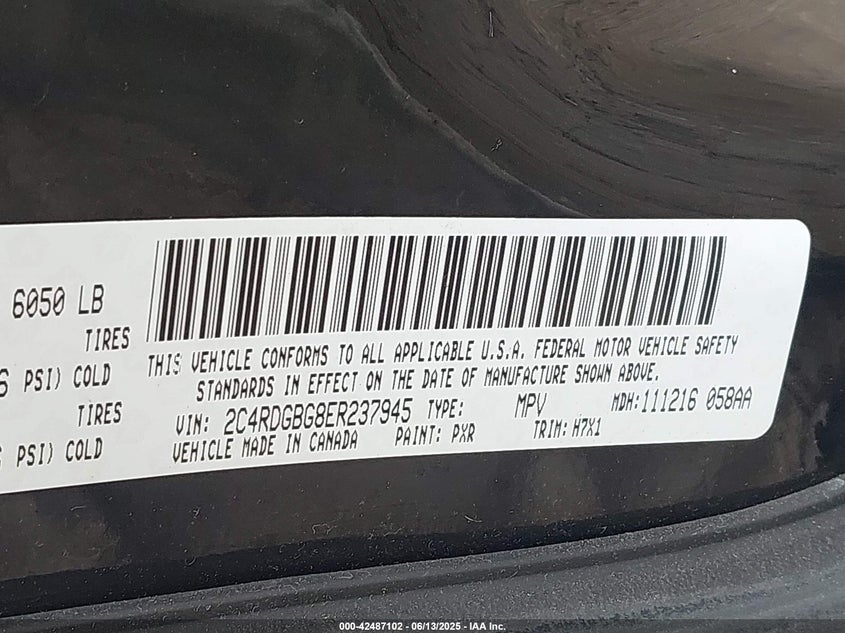 6050 LB
TIRES
PSI) COLD
TIRES
PSI) COLD
THIS VEHICLE CONFORMS TO ALL APPLICABLE U.S.A. FEDERAL MOTOR VEHICLE SAFETY
STANDARDS IN EFFECT ON THE DATE OF MANUFACTURE SHOWN ABOVE.
VIN: 2C4RDGBG8ER237945 TYPE: MPV MDH: 111216 058AA
VEHICLE MADE IN CANADA PAINT: PXR TRIM: H7X1
000-42487102 - 06/13/2025 - IAA Inc.